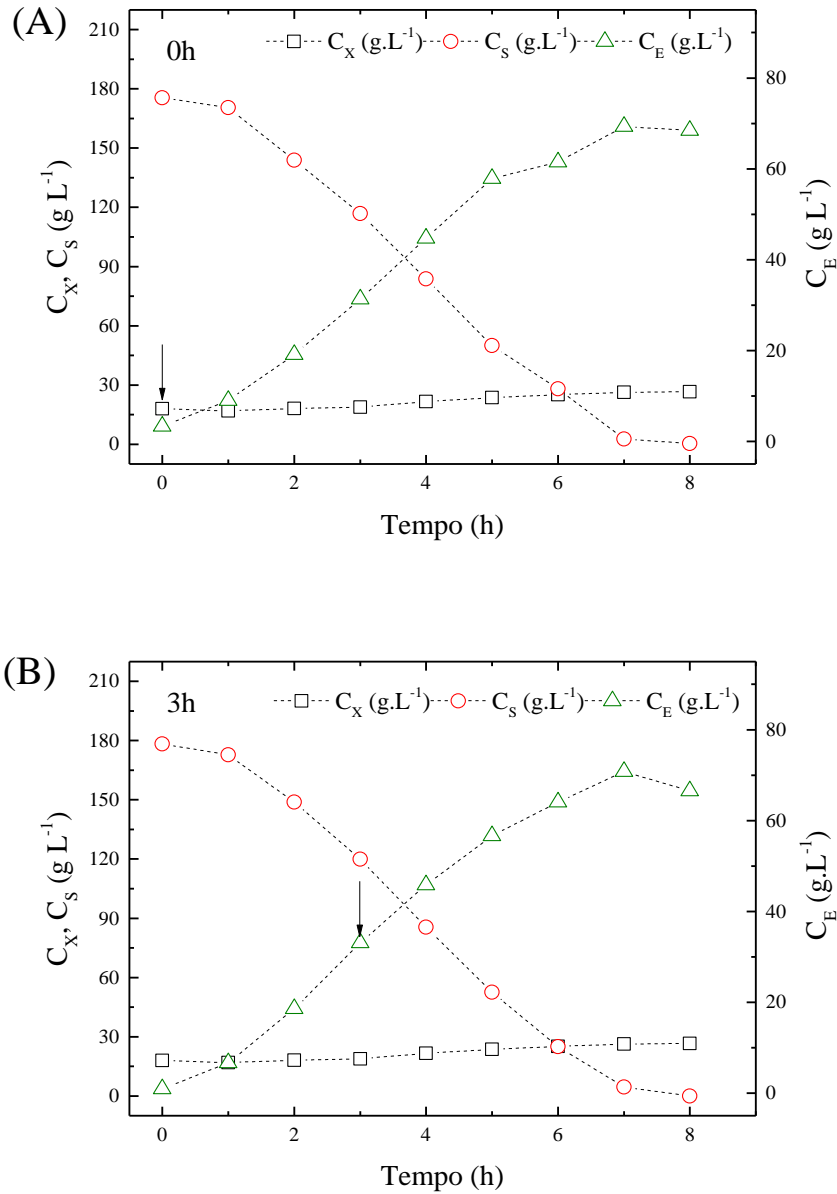 (A)
0h
C_X (g.L^-1) C_S (g.L^-1) C_E (g.L^-1)
210
180
150
120
90
60
30
0
C_X, C_S (g L^-1)
80
60
40
20
0
C_E (g L^-1)
0 2 4 6 8
Tempo (h)
(B)
3h
C_X (g.L^-1) C_S (g.L^-1) C_E (g.L^-1)
210
180
150
120
90
60
30
0
C_X, C_S (g L^-1)
80
60
40
20
0
C_E (g.L^-1)
0 2 4 6 8
Tempo (h)